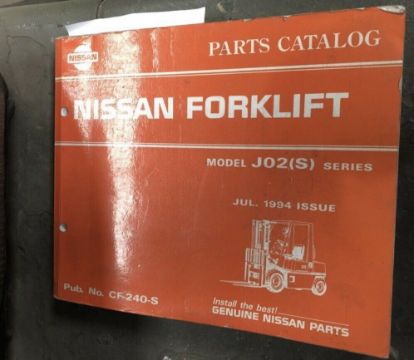 NISSAN
PARTS CATALOG
NISSAN FORKLIFT
MODEL J02(S) SERIES
JUL. 1994 ISSUE
Install the best!
GENUINE NISSAN PARTS
Pub. No. CF-240-S